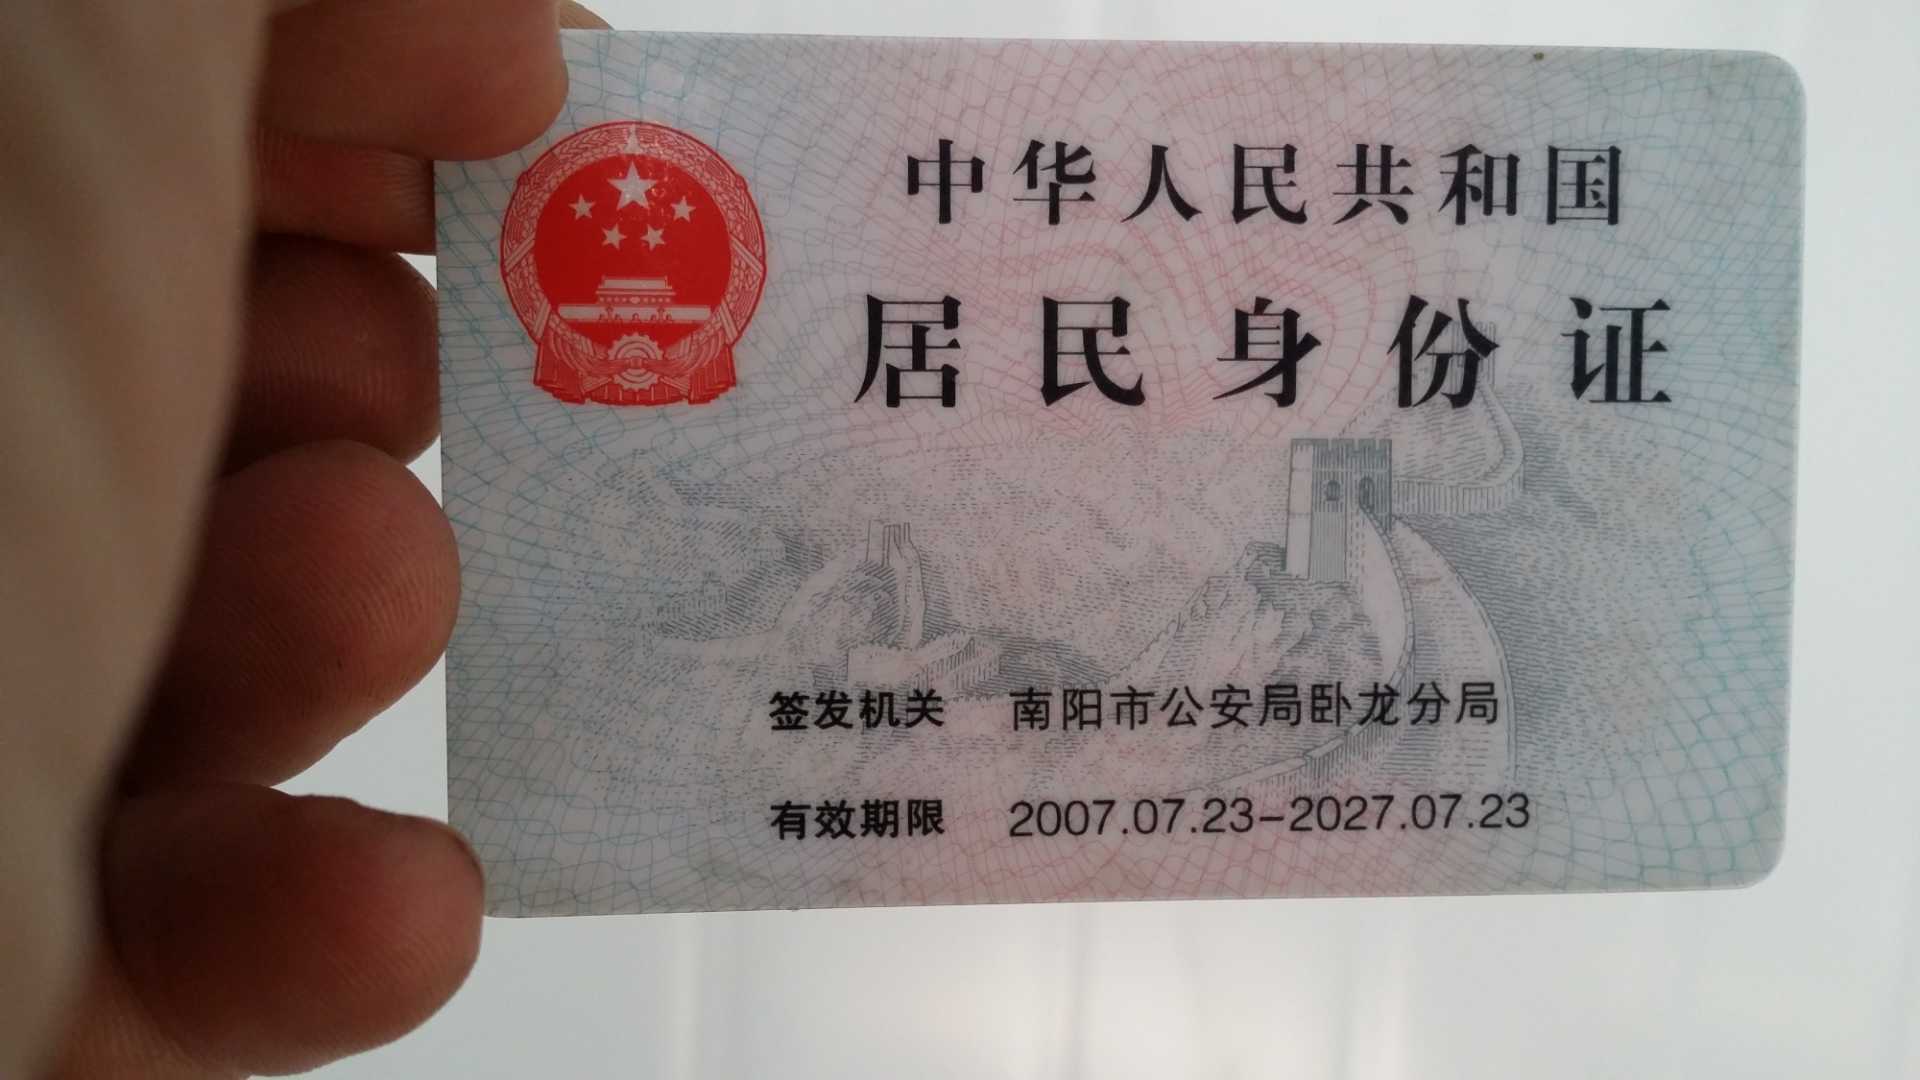 中华人民共和国
居民身份证
签发机关 南阳市公安局卧龙分局
有效期限 2007.07.23-2027.07.23